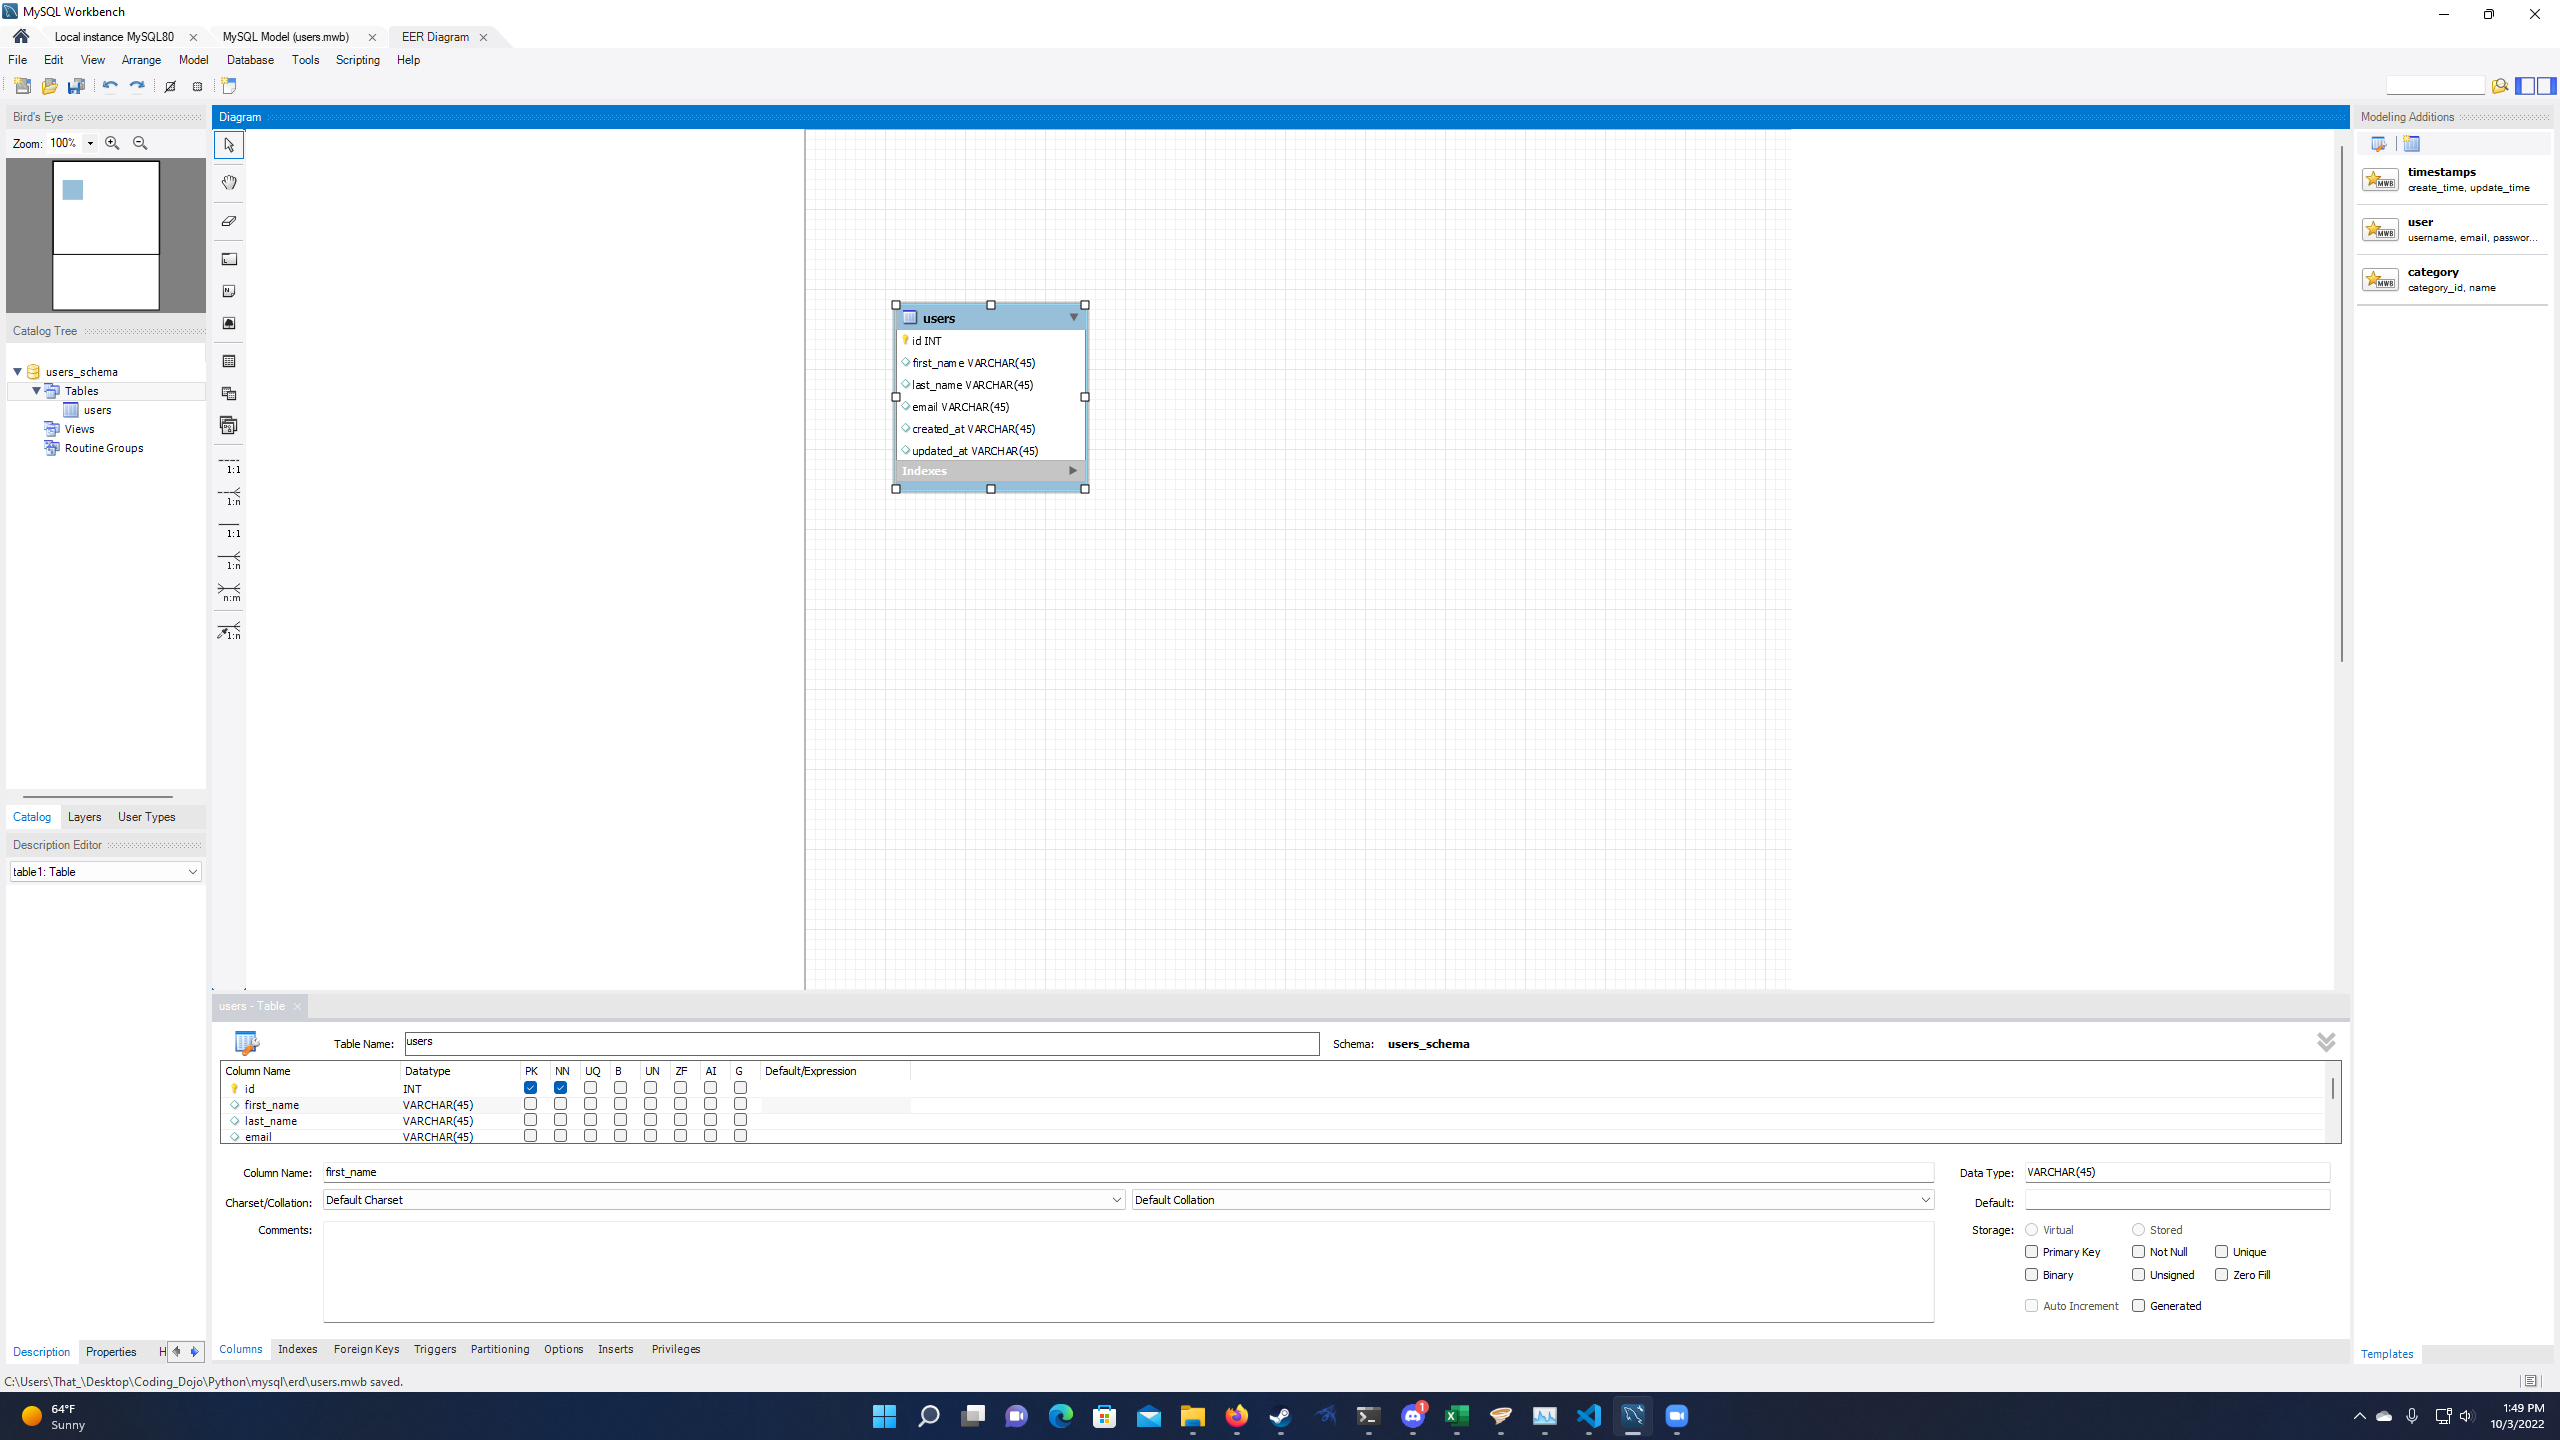 MySQL Workbench
Local instance MySQL80
MySQL Model (users.mwb)
EER Diagram
File Edit View Arrange Model Database Tools Scripting Help
Bird's Eye
Zoom: 100%
Catalog Tree
users_schema
Tables
users
Views
Routine Groups
Catalog Layers User Types
Description Editor
table1: Table
Description Properties H
Diagram
1:1
1:n
1:1
1:n
n:m
1:n
users
id INT
first_name VARCHAR(45)
last_name VARCHAR(45)
email VARCHAR(45)
created_at VARCHAR(45)
updated_at VARCHAR(45)
Indexes
Modeling Additions
MWB
timestamps
create_time, update_time
MWB
user
username, email, passwor...
MWB
category
category_id, name
Templates
users - Table
Table Name: users
Schema: users_schema
Column Name Datatype PK NN UQ B UN ZF AI G Default/Expression
id INT
first_name VARCHAR(45)
last_name VARCHAR(45)
email VARCHAR(45)
Column Name: first_name
Data Type: VARCHAR(45)
Charset/Collation: Default Charset Default Collation
Default:
Comments:
Storage: Virtual Stored
Primary Key Not Null Unique
Binary Unsigned Zero Fill
Auto Increment Generated
Columns Indexes Foreign Keys Triggers Partitioning Options Inserts Privileges
C:\Users\That_\Desktop\Coding_Dojo\Python\mysql\erd\users.mwb saved.
64°F
Sunny
1
1:49 PM
10/3/2022